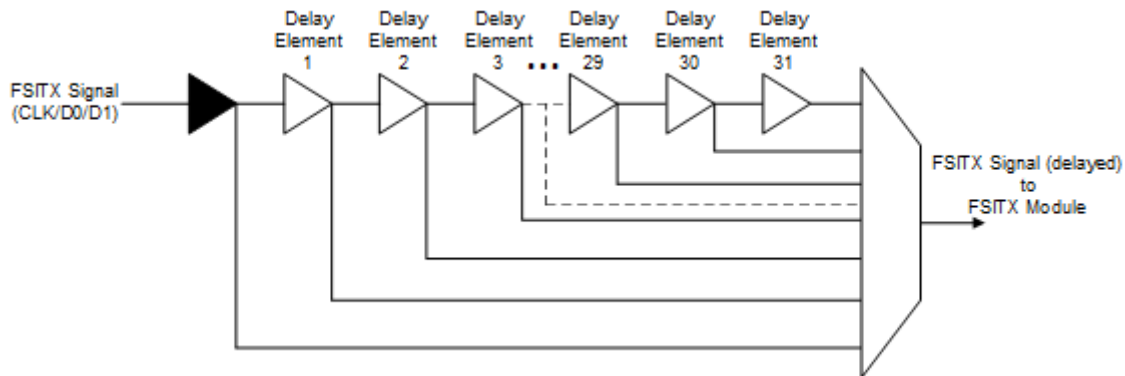 Delay
Element
1
Delay
Element
2
Delay
Element
3
...
Delay
Element
29
Delay
Element
30
Delay
Element
31
FSITX Signal
(CLK/D0/D1)
FSITX Signal (delayed)
to
FSITX Module